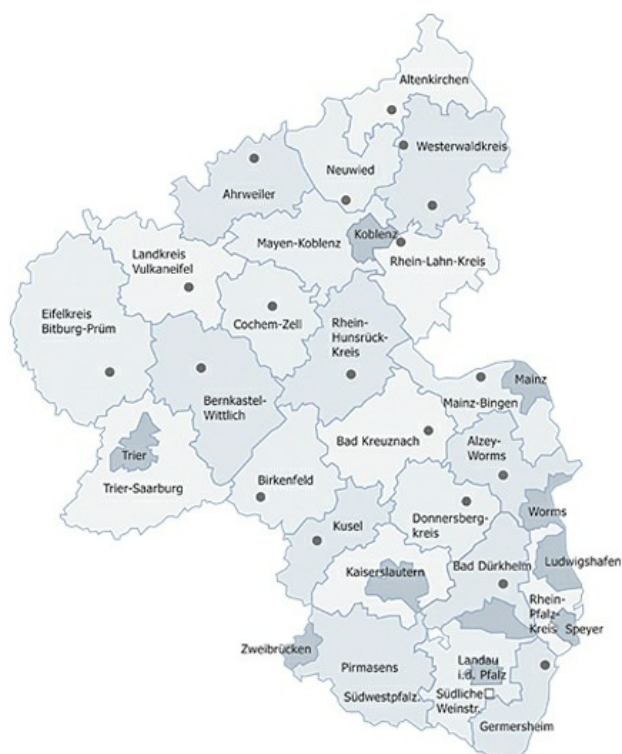 Altenkirchen
Westerwaldkreis
Neuwied
Ahrweiler
Koblenz
Mayen-Koblenz
Rhein-Lahn-Kreis
Landkreis
Vulkaneifel
Eifelkreis
Bitburg-Prüm
Cochem-Zell
Rhein-
Hunsrück-
Kreis
Mainz
Mainz-Bingen
Bernkastel-
Wittlich
Bad Kreuznach
Alzey-
Worms
Trier
Trier-Saarburg
Birkenfeld
Worms
Kusel
Donnersberg-
kreis
Ludwigshafen
Kaiserslautern
Bad Dürkheim
Rhein-
Pfalz-
Kreis
Speyer
Zweibrücken
Pirmasens
Südwestpfalz.
Landau
i.d. Pfalz
Südliche
Weinstr.
Germersheim